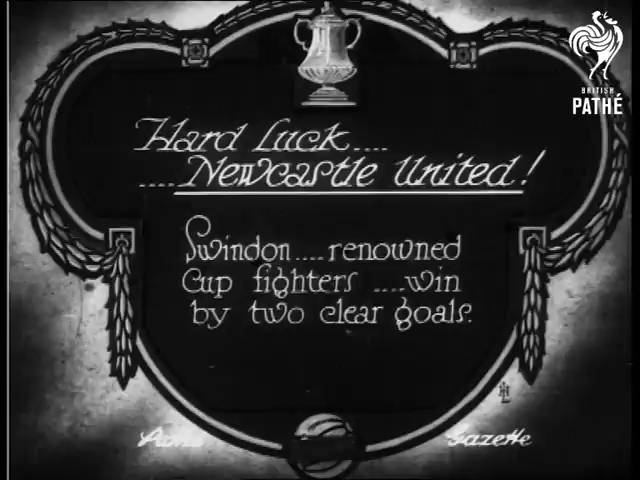 BRITISH
PATHÉ
Hard Luck....
....Newcastle United!
Swindon....renowned
Cup fighters ....win
by two clear goals.
Gazette